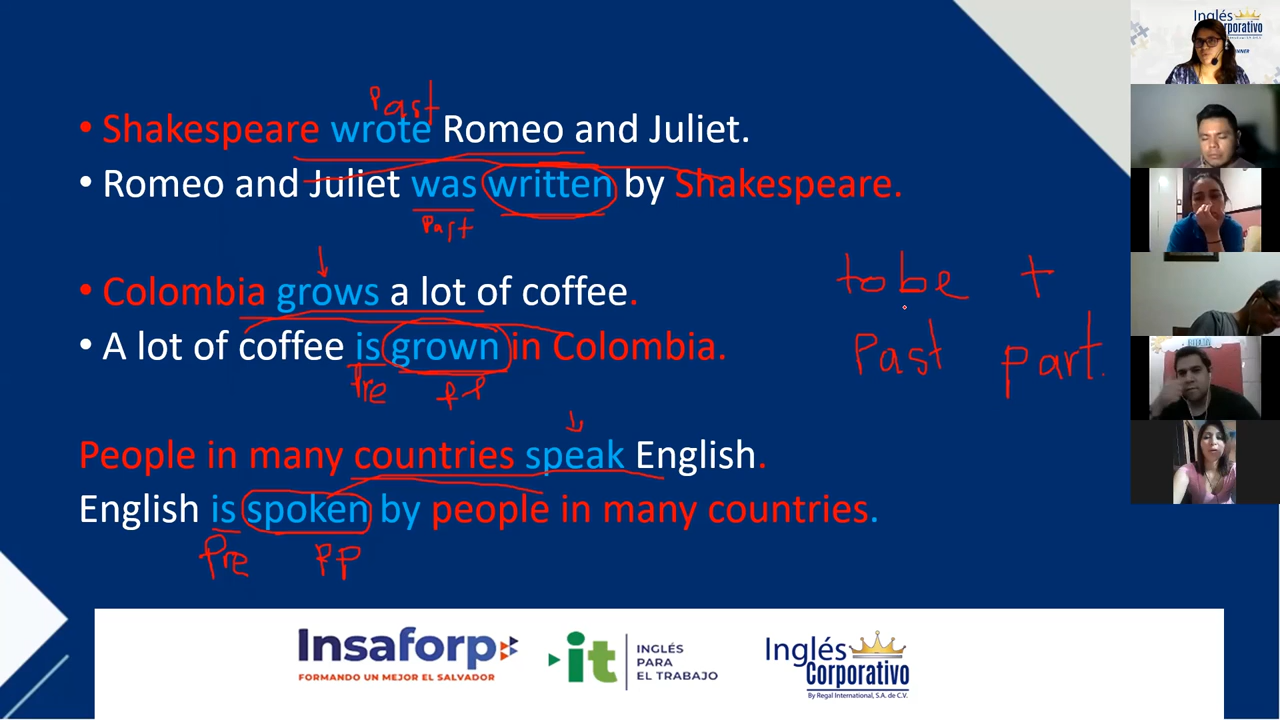 Past
• Shakespeare wrote Romeo and Juliet.
• Romeo and Juliet was written by Shakespeare.
Past
• Colombia grows a lot of coffee.
• A lot of coffee is grown in Colombia.
Pre PP
to be +
Past part.
People in many countries speak English.
English is spoken by people in many countries.
Pre PP
Insaforp
FORMANDO UN MEJOR EL SALVADOR
it
INGLÉS
PARA
EL TRABAJO
Inglés
Corporativo
By Regal International, S.A. de C.V.
Inglés
Corporativo